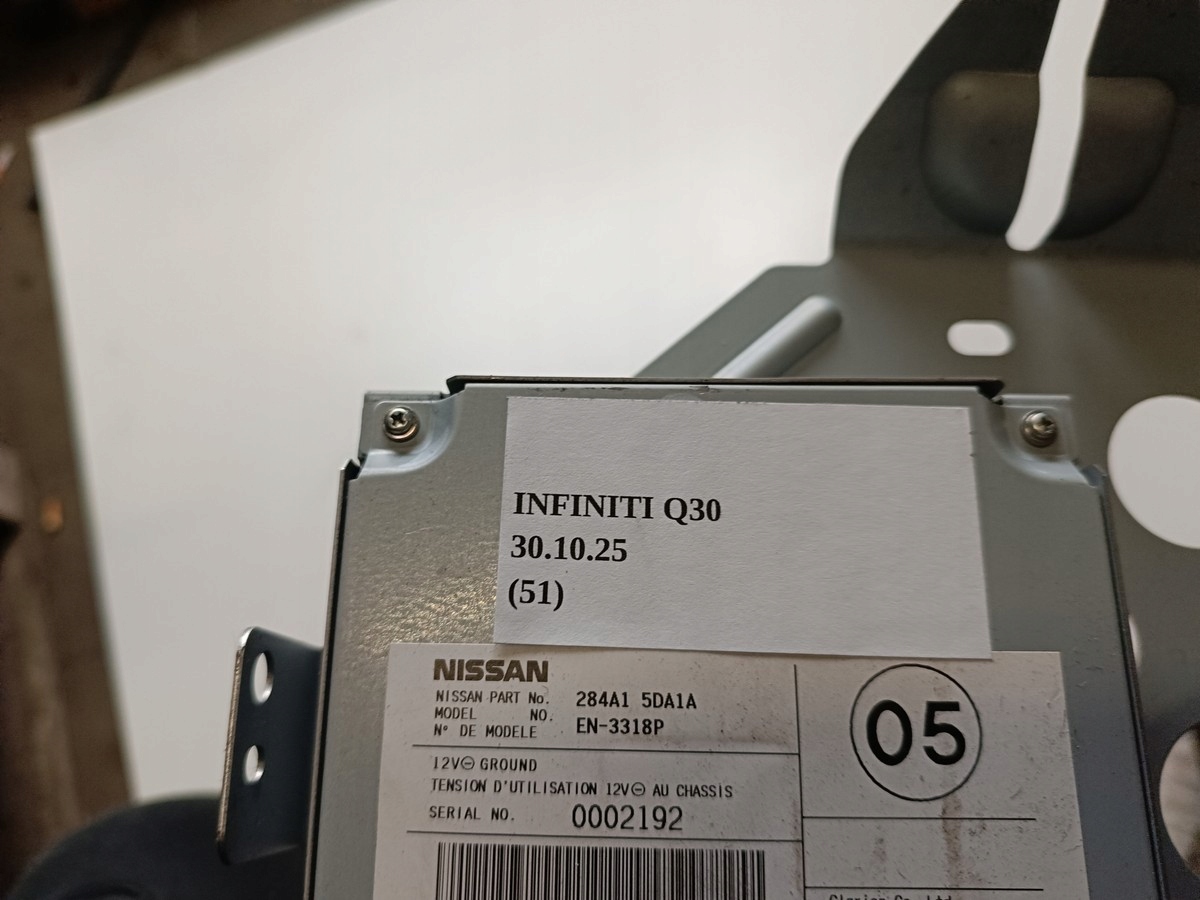 INFINITI Q30
30.10.25
(51)
NISSAN
NISSAN PART No. 284A1 5DA1A
MODEL NO.
N° DE MODELE EN-3318P
12V⊖ GROUND
TENSION D'UTILISATION 12V⊖ AU CHASSIS
SERIAL NO. 0002192
05